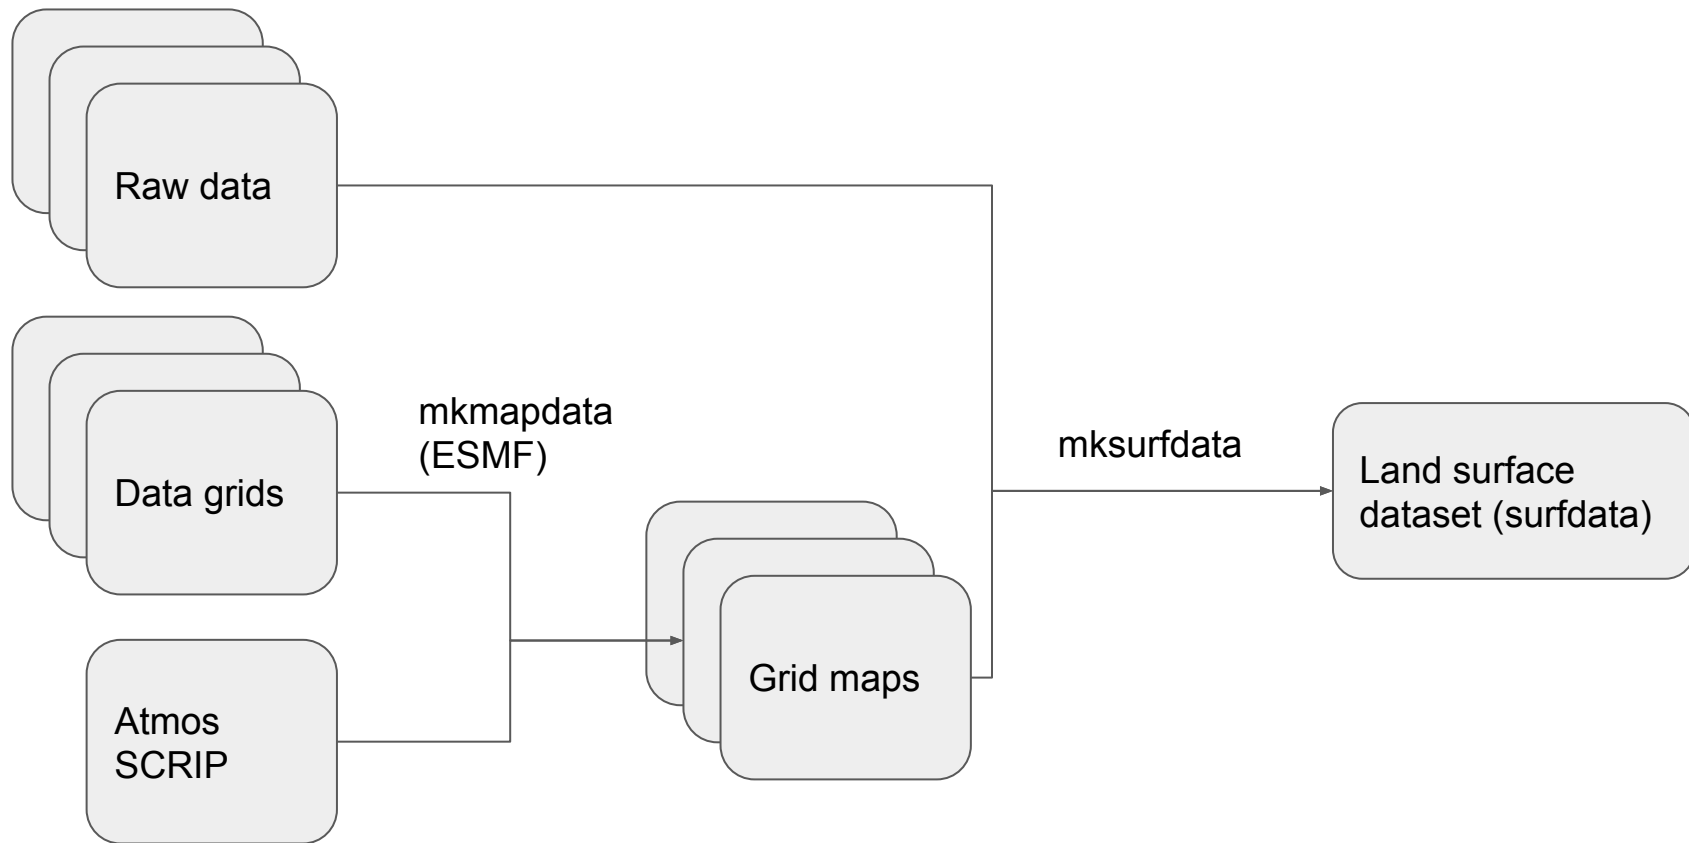 Raw data
Data grids
mkmapdata
(ESMF)
Atmos
SCRIP
Grid maps
mksurfdata
Land surface
dataset (surfdata)